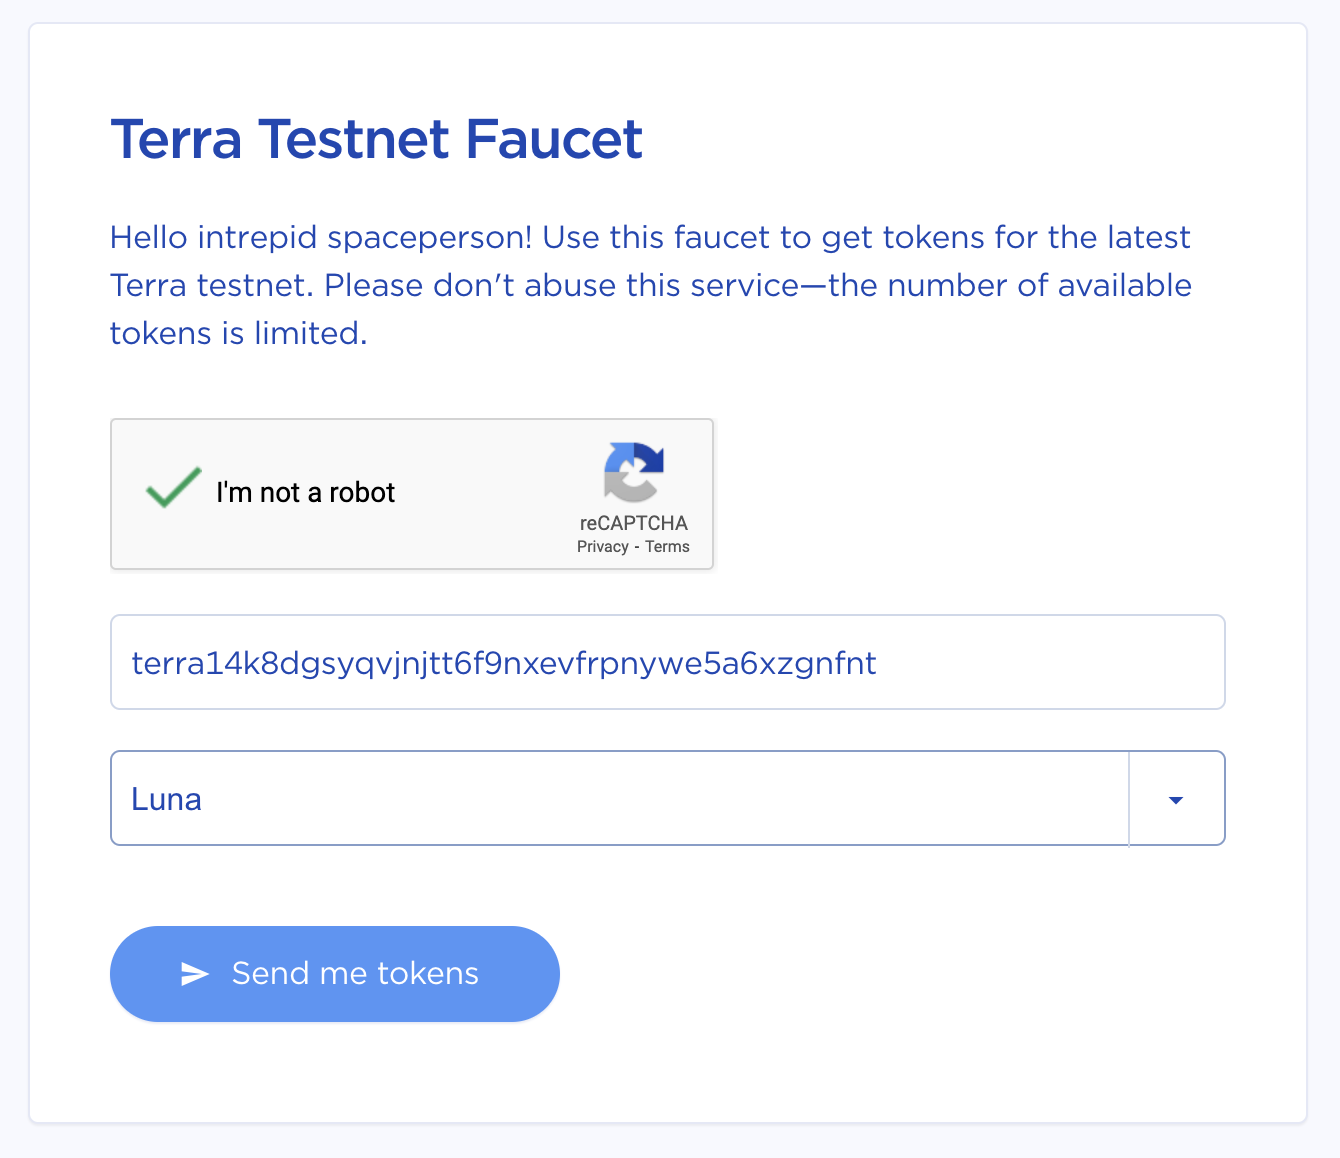 Terra Testnet Faucet
Hello intrepid spaceperson! Use this faucet to get tokens for the latest
Terra testnet. Please don't abuse this service—the number of available
tokens is limited.
I'm not a robot
reCAPTCHA
Privacy - Terms
terra14k8dgsyqvjnjtt6f9nxevfrpnywe5a6xzgnfnt
Luna
Send me tokens